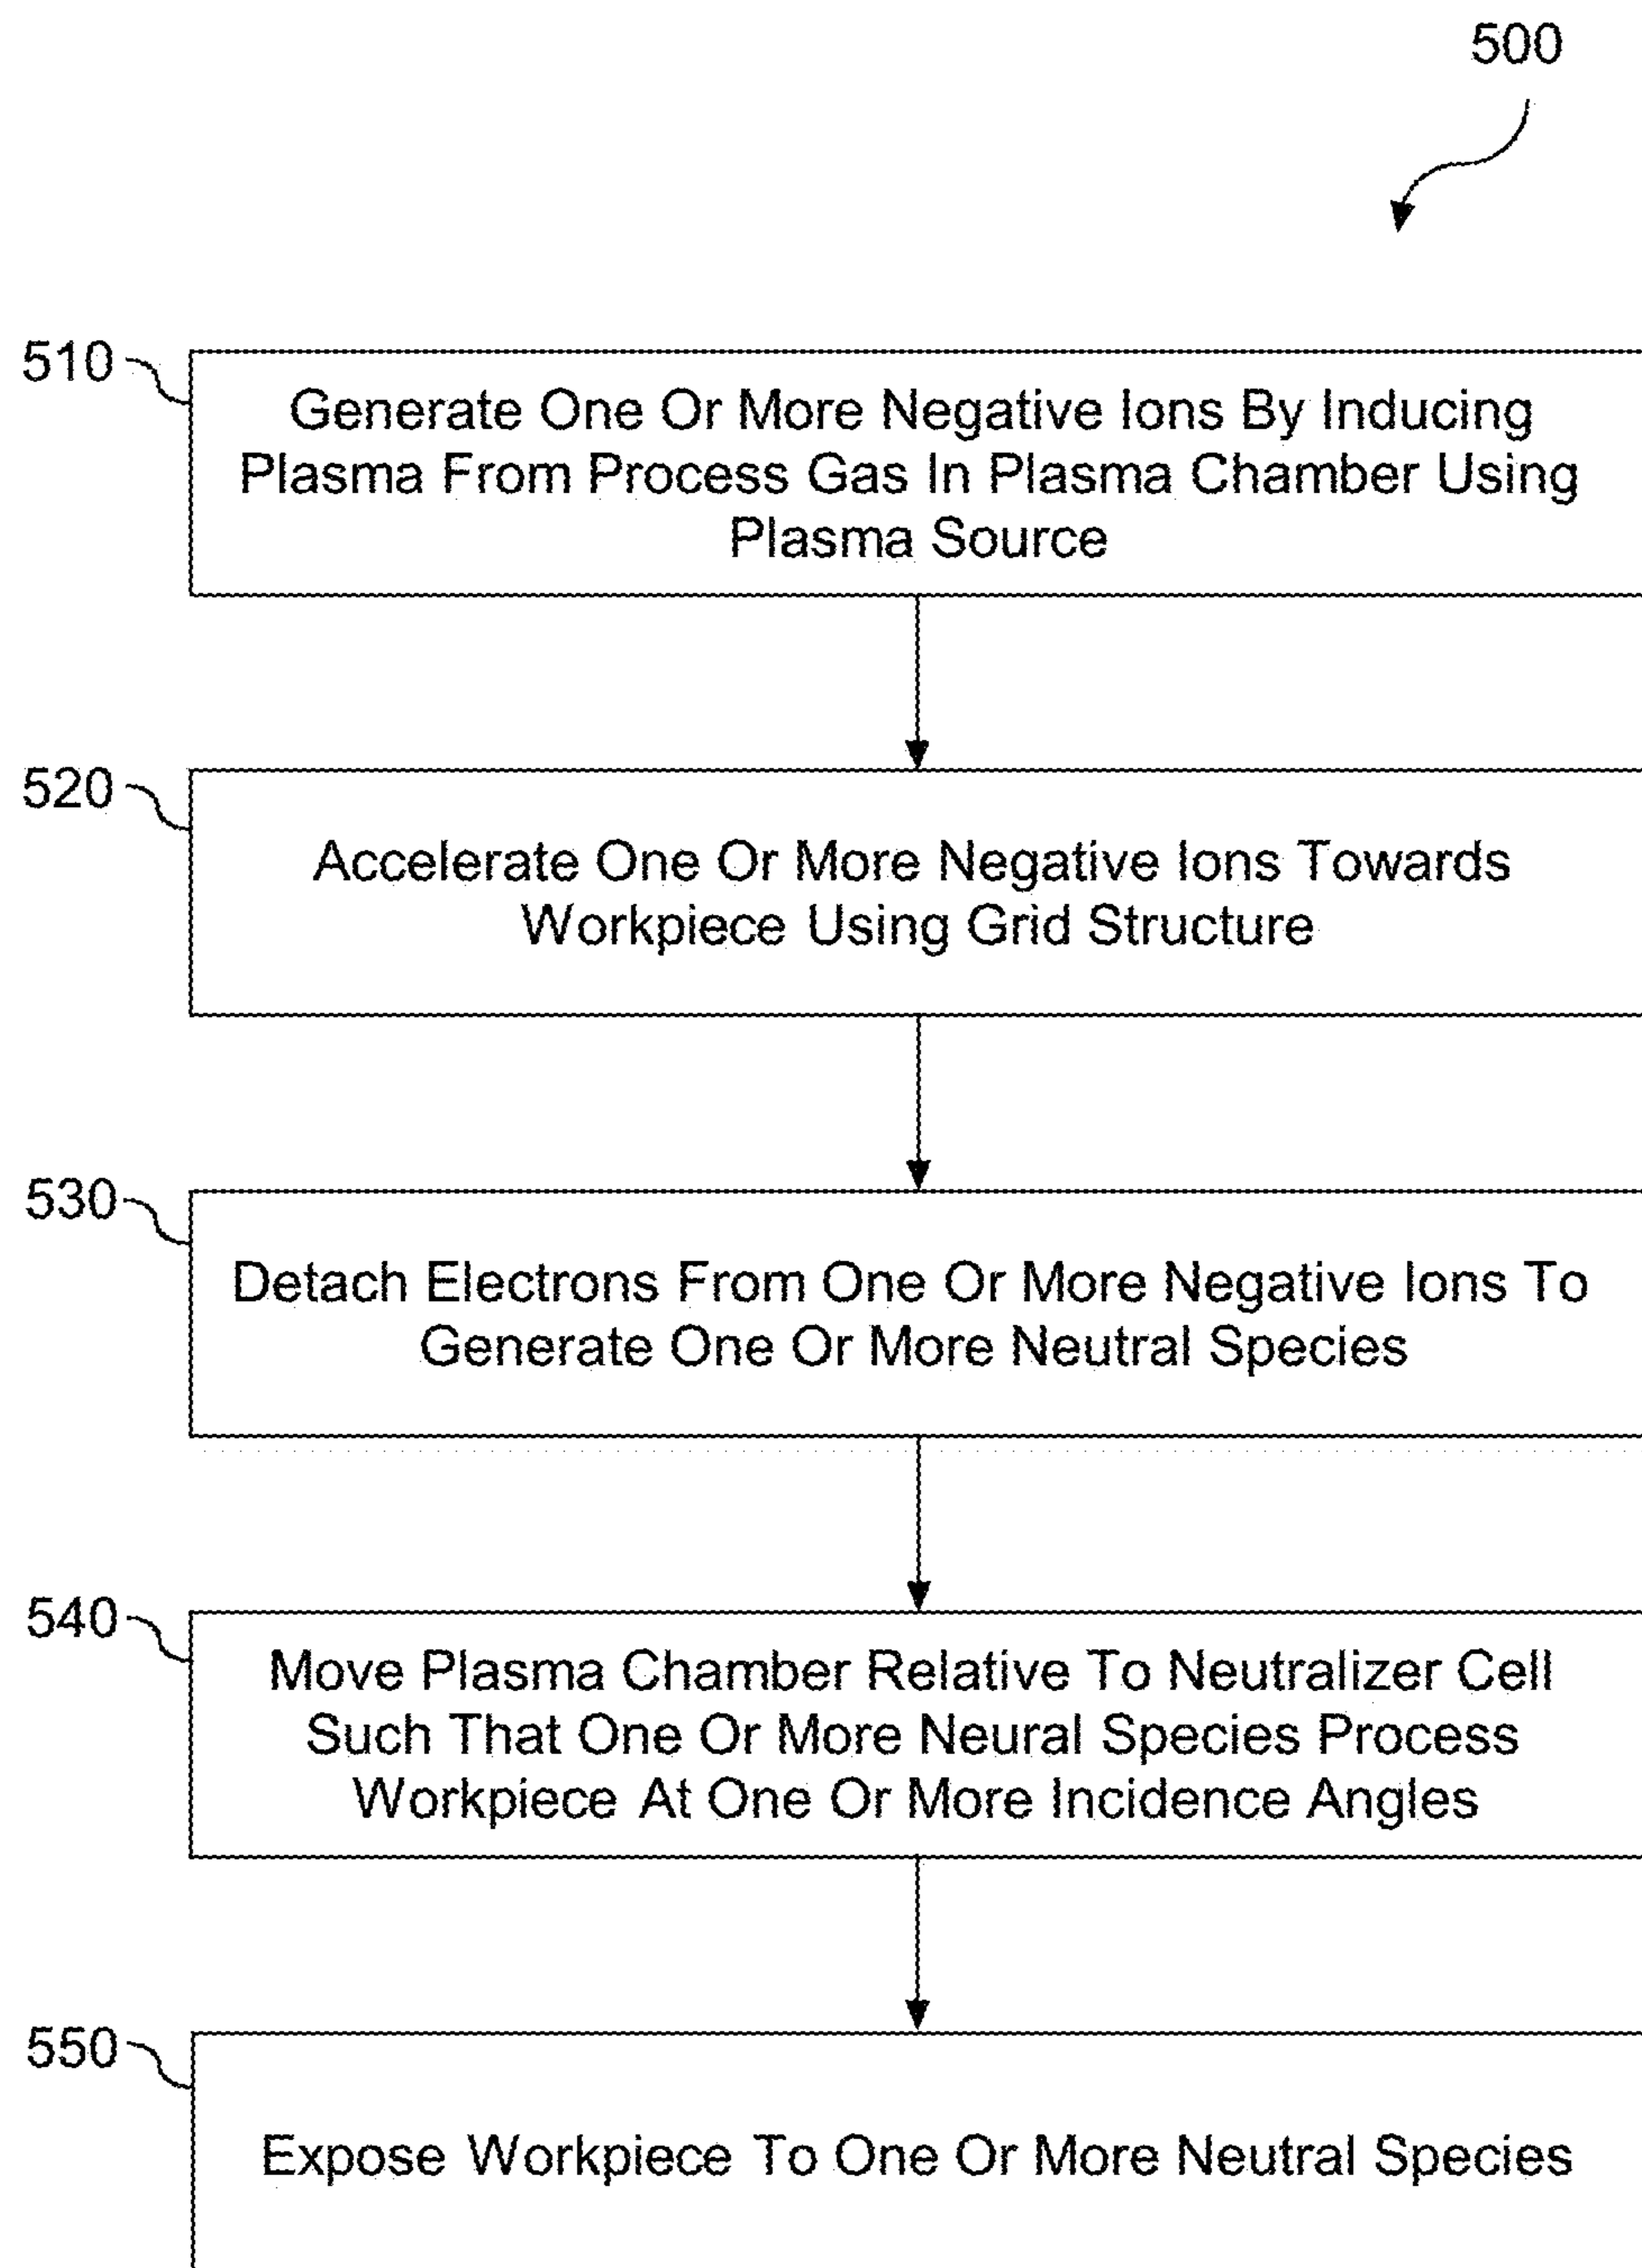 500
510
Generate One Or More Negative Ions By Inducing
Plasma From Process Gas In Plasma Chamber Using
Plasma Source
520
Accelerate One Or More Negative Ions Towards
Workpiece Using Grid Structure
530
Detach Electrons From One Or More Negative Ions To
Generate One Or More Neutral Species
540
Move Plasma Chamber Relative To Neutralizer Cell
Such That One Or More Neural Species Process
Workpiece At One Or More Incidence Angles
550
Expose Workpiece To One Or More Neutral Species